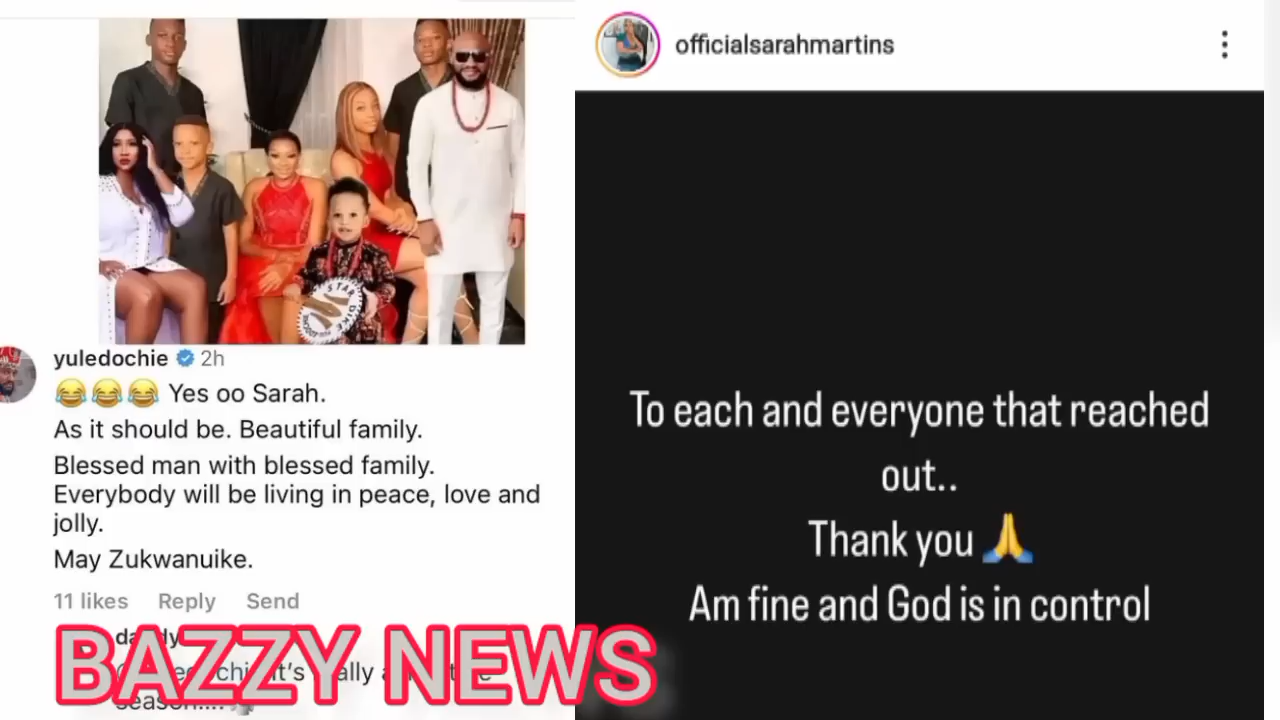 STAR DIKE
yuledochie 2h
😂😂😂 Yes oo Sarah.
As it should be. Beautiful family.
Blessed man with blessed family.
Everybody will be living in peace, love and
jolly.
May Zukwanuike.
11 likes Reply Send
BAZZY NEWS
officialsarahmartins
To each and everyone that reached
out..
Thank you 🙏
Am fine and God is in control